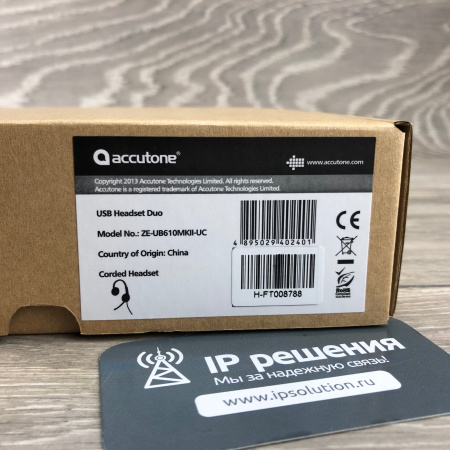 accutone®
Copyright 2013 Accutone Technologies Limited. All rights reserved.
Accutone is a registered trademark of Accutone Technologies Limited.
www.accutone.com
USB Headset Duo
Model No.: ZE-UB610MKII-UC
Country of Origin: China
Corded Headset
4 895029 402401
H-FT008788
CE
RoHS
IP решения
Мы за надежную связь!
www.ipsolution.ru